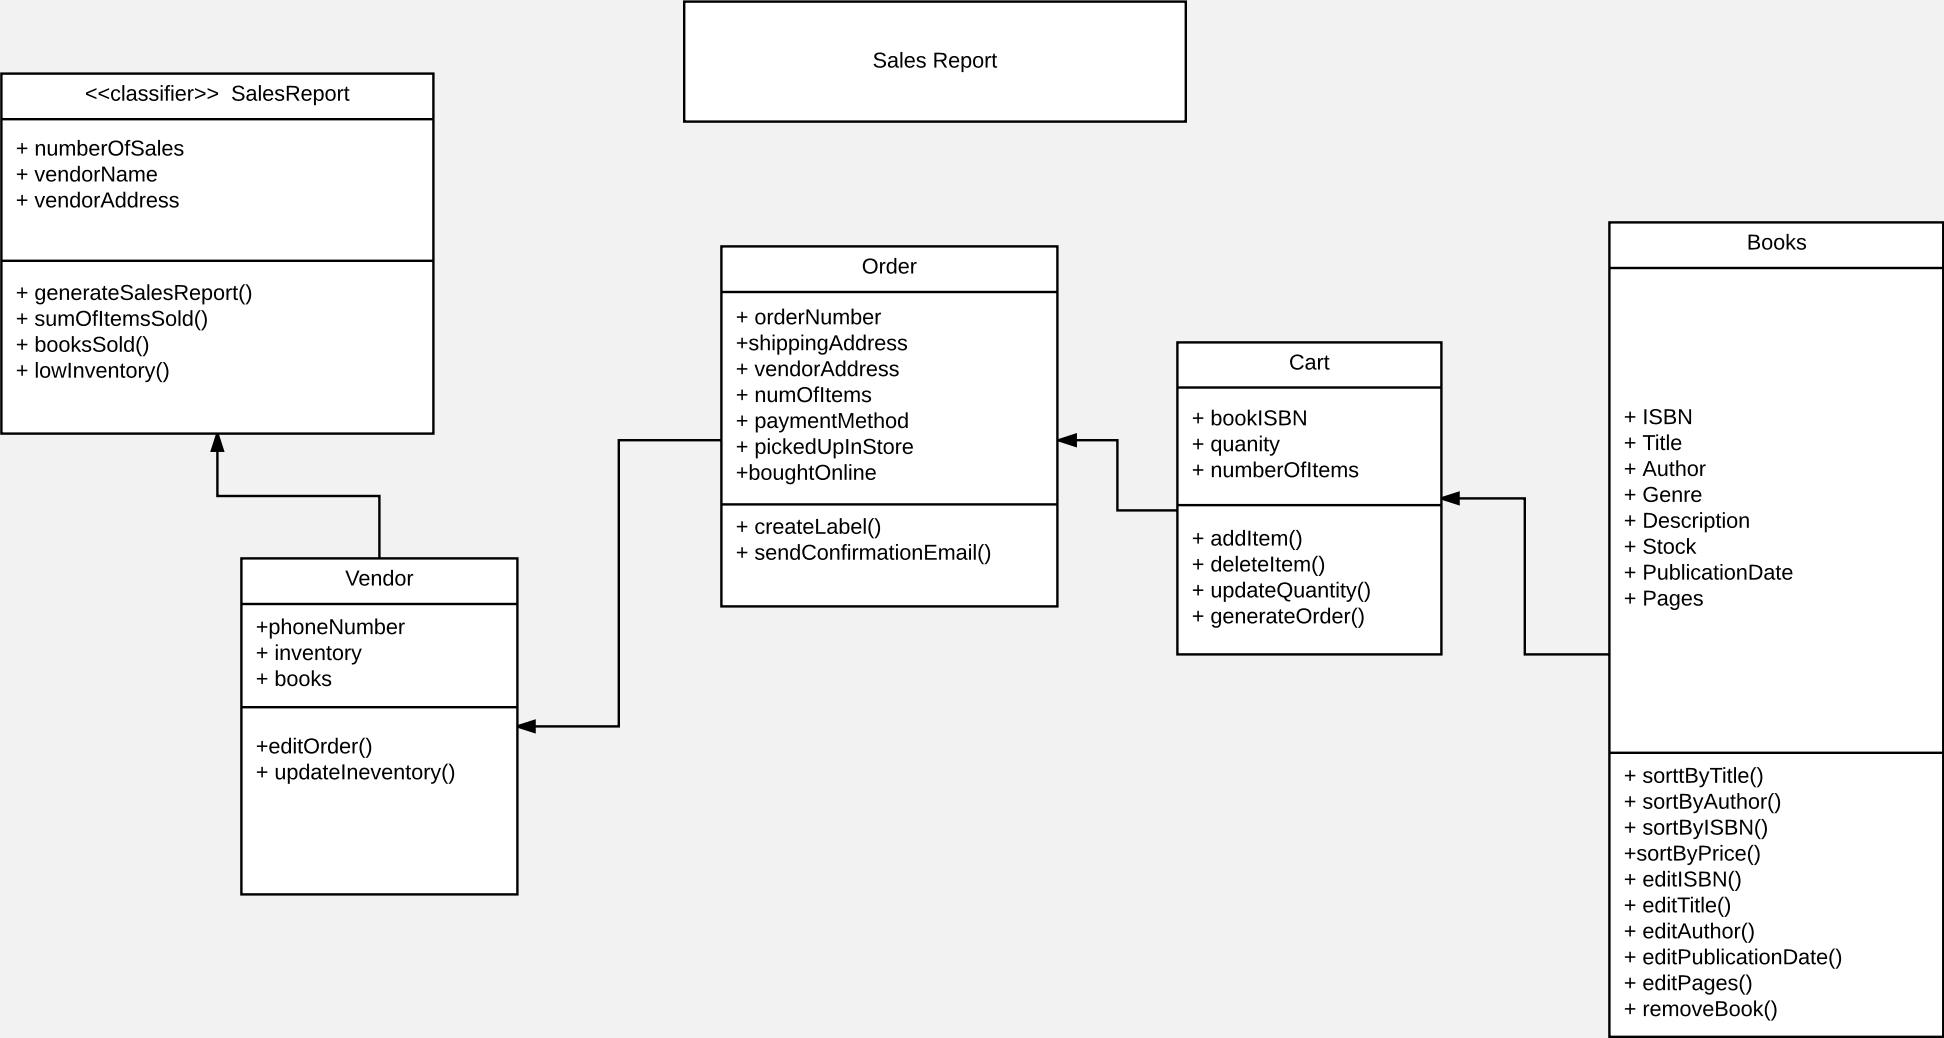 Sales Report
<<classifier>>  SalesReport
+ numberOfSales
+ vendorName
+ vendorAddress
+ generateSalesReport()
+ sumOfItemsSold()
+ booksSold()
+ lowInventory()
Vendor
+phoneNumber
+ inventory
+ books
+editOrder()
+ updateIneventory()
Order
+ orderNumber
+shippingAddress
+ vendorAddress
+ numOfItems
+ paymentMethod
+ pickedUpInStore
+boughtOnline
+ createLabel()
+ sendConfirmationEmail()
Cart
+ bookISBN
+ quanity
+ numberOfItems
+ addItem()
+ deleteItem()
+ updateQuantity()
+ generateOrder()
Books
+ ISBN
+ Title
+ Author
+ Genre
+ Description
+ Stock
+ PublicationDate
+ Pages
+ sorttByTitle()
+ sortByAuthor()
+ sortByISBN()
+sortByPrice()
+ editISBN()
+ editTitle()
+ editAuthor()
+ editPublicationDate()
+ editPages()
+ removeBook()